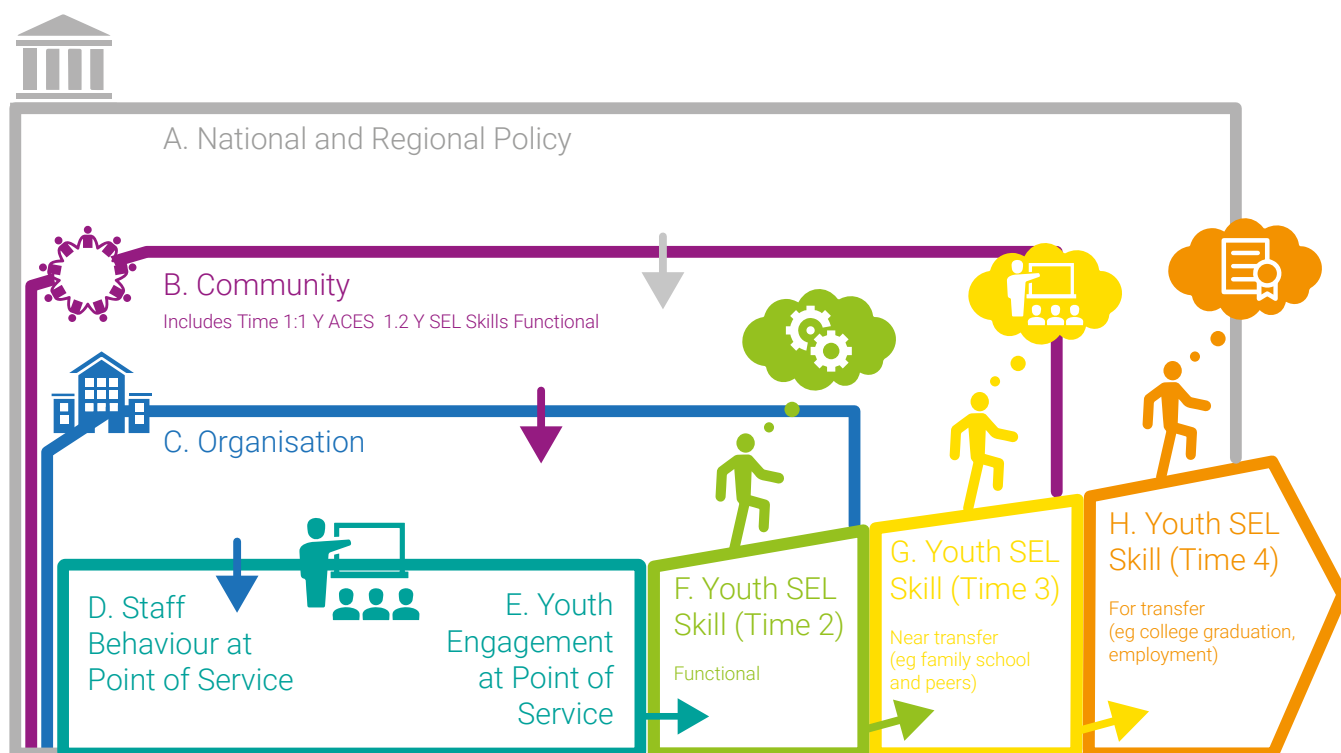 A. National and Regional Policy
B. Community
Includes Time 1:1 Y ACES 1.2 Y SEL Skills Functional
C. Organisation
D. Staff
Behaviour at
Point of Service
E. Youth
Engagement
at Point of
Service
F. Youth SEL
Skill (Time 2)
Functional
G. Youth SEL
Skill (Time 3)
Near transfer
(eg family school
and peers)
H. Youth SEL
Skill (Time 4)
For transfer
(eg college graduation,
employment)